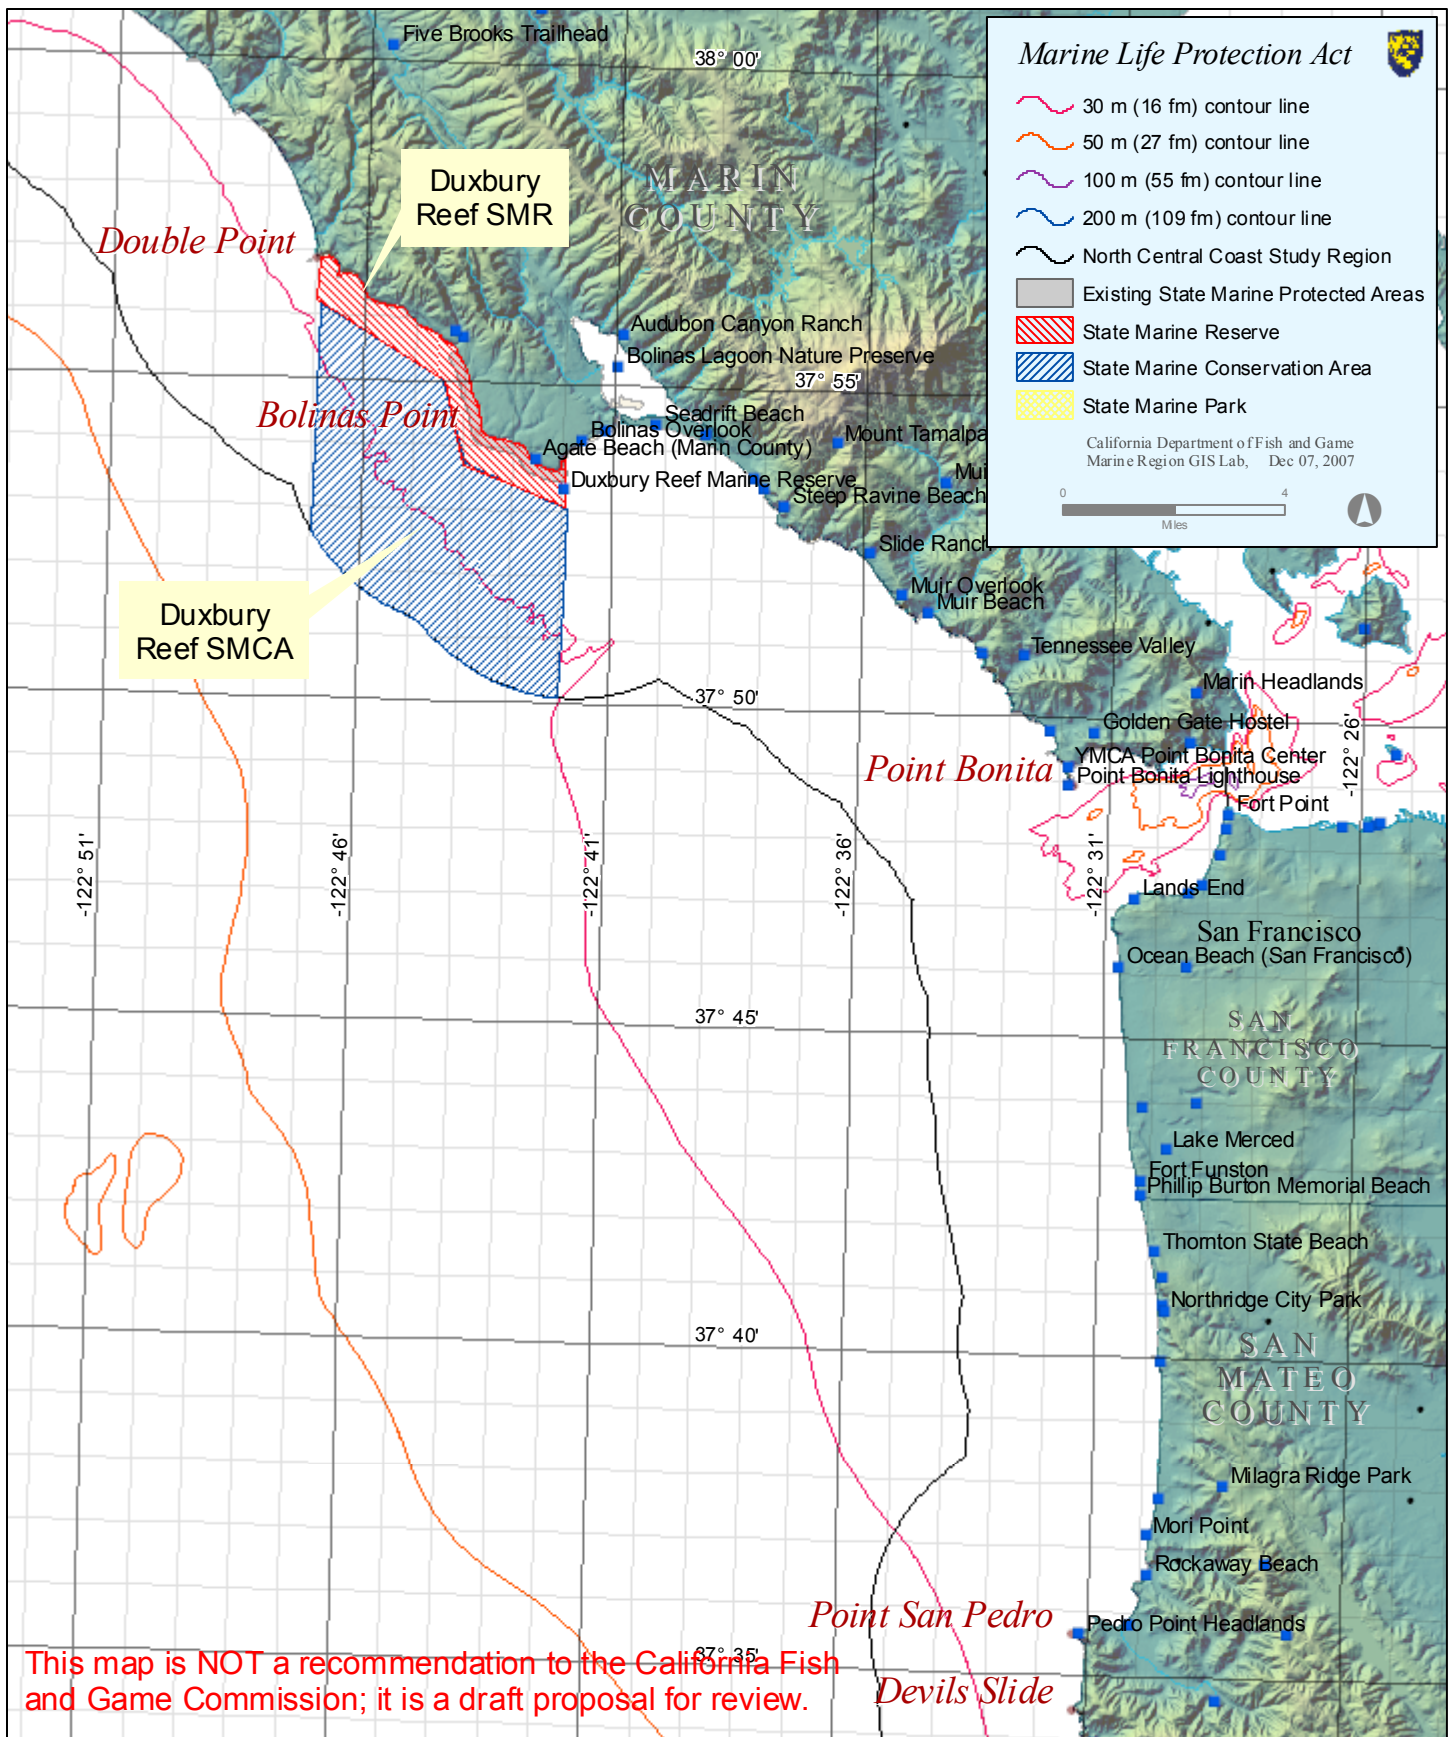 Five Brooks Trailhead
38° 00'
Marine Life Protection Act
30 m (16 fm) contour line
50 m (27 fm) contour line
100 m (55 fm) contour line
200 m (109 fm) contour line
North Central Coast Study Region
Existing State Marine Protected Areas
State Marine Reserve
State Marine Conservation Area
State Marine Park
California Department of Fish and Game
Marine Region GIS Lab, Dec 07, 2007
0 4
Miles
MARIN
COUNTY
Duxbury
Reef SMR
Double Point
Audubon Canyon Ranch
Bolinas Lagoon Nature Preserve
37° 55'
Bolinas Point
Seadrift Beach
Bolinas Overlook
Mount Tamalpa
Agate Beach (Marin County)
Mui
Duxbury Reef Marine Reserve
Steep Ravine Beach
Slide Ranch
Duxbury
Reef SMCA
Muir Overlook
Muir Beach
Tennessee Valley
Marin Headlands
37° 50'
Golden Gate Hostel
-122° 26'
YMCA Point Bonita Center
Point Bonita
Point Bonita Lighthouse
Fort Point
-122° 51'
-122° 46'
-122° 41'
-122° 36'
-122° 31'
Lands End
San Francisco
Ocean Beach (San Francisco)
37° 45'
SAN
FRANCISCO
COUNTY
Lake Merced
Fort Funston
Phillip Burton Memorial Beach
Thornton State Beach
Northridge City Park
37° 40'
SAN
MATEO
COUNTY
Milagra Ridge Park
Mori Point
Rockaway Beach
Point San Pedro
Pedro Point Headlands
37° 35'
This map is NOT a recommendation to the California Fish
and Game Commission; it is a draft proposal for review.
Devils Slide